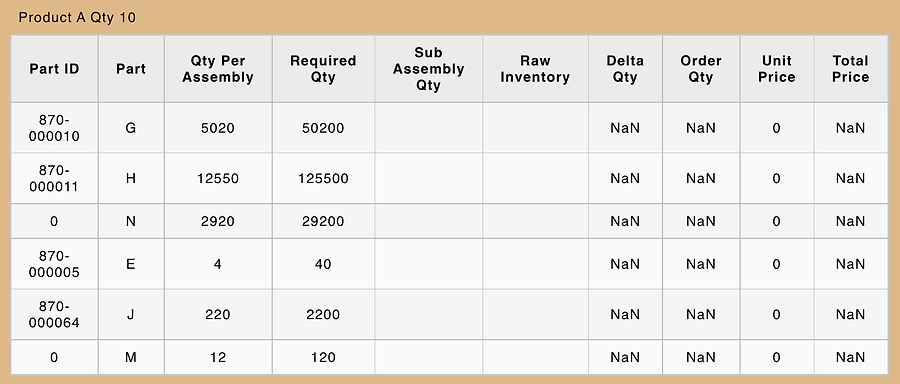 Product A Qty 10
Part ID Part Qty Per Assembly Required Qty Sub Assembly Qty Raw Inventory Delta Qty Order Qty Unit Price Total Price
870-000010 G 5020 50200 NaN NaN 0 NaN
870-000011 H 12550 125500 NaN NaN 0 NaN
0 N 2920 29200 NaN NaN 0 NaN
870-000005 E 4 40 NaN NaN 0 NaN
870-000064 J 220 2200 NaN NaN 0 NaN
0 M 12 120 NaN NaN 0 NaN